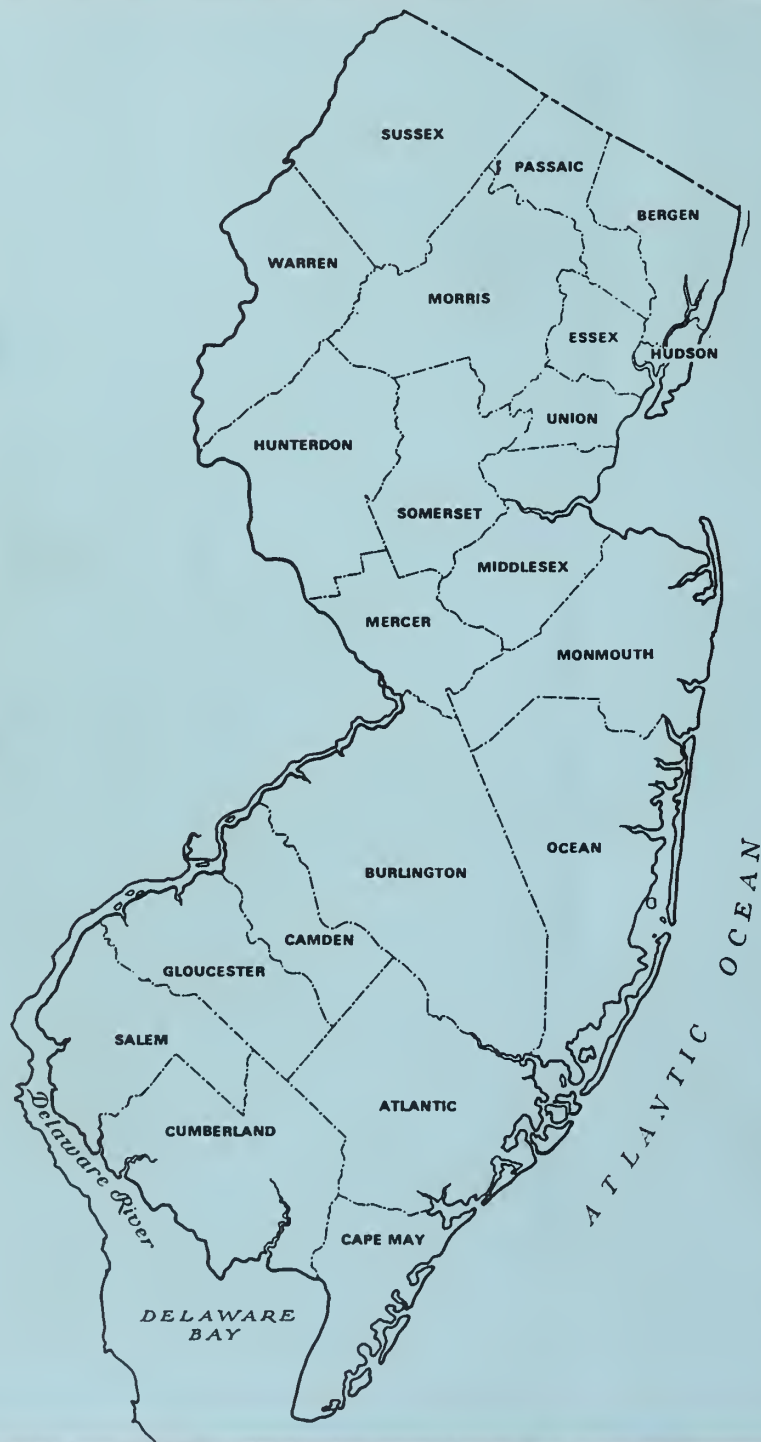 SUSSEX
PASSAIC
BERGEN
WARREN
MORRIS
ESSEX
HUDSON
UNION
HUNTERDON
SOMERSET
MIDDLESEX
MERCER
MONMOUTH
OCEAN
BURLINGTON
CAMDEN
GLOUCESTER
SALEM
ATLANTIC
CUMBERLAND
CAPE MAY
ATLANTIC OCEAN
Delaware River
DELAWARE
BAY